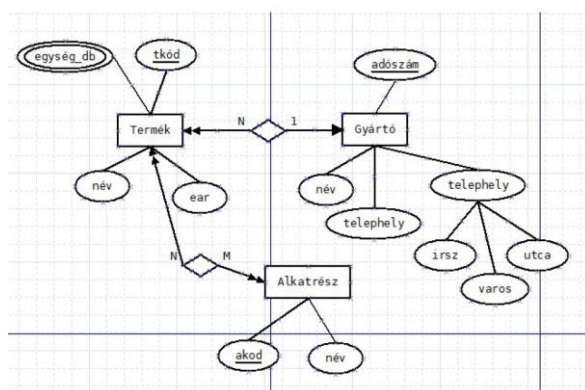 egység_db
tkód
adószám
Termék
N
1
Gyártó
név
ear
név
telephely
telephely
irsz
utca
varos
N
M
Alkatrész
akod
név